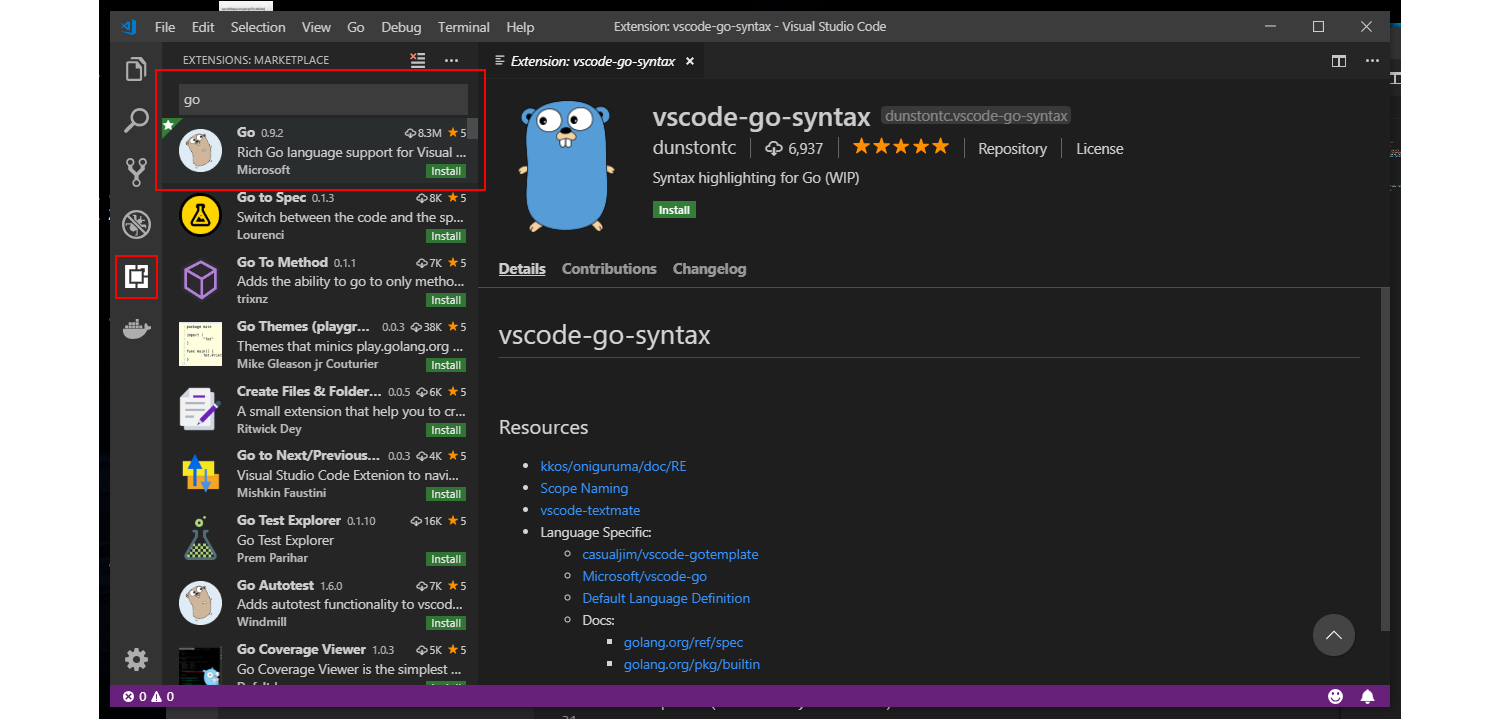 File Edit Selection View Go Debug Terminal Help
Extension: vscode-go-syntax - Visual Studio Code
EXTENSIONS: MARKETPLACE
Extension: vscode-go-syntax
go
Go 0.9.2 8.3M 5
Rich Go language support for Visual ...
Microsoft Install
Go to Spec 0.1.3 8K 5
Switch between the code and the sp...
Lourenci Install
Go To Method 0.1.1 7K 5
Adds the ability to go to only metho...
trixnz Install
Go Themes (playgr... 0.0.3 38K 5
Themes that minics play.golang.org ...
Mike Gleason jr Couturier Install
Create Files & Folder... 0.0.5 6K 5
A small extension that help you to cr...
Ritwick Dey Install
Go to Next/Previous... 0.0.3 4K 5
Visual Studio Code Extenion to navi...
Mishkin Faustini Install
Go Test Explorer 0.1.10 16K 5
Go Test Explorer
Prem Parihar Install
Go Autotest 1.6.0 7K 5
Adds autotest functionality to vscod...
Windmill Install
Go Coverage Viewer 1.0.3 5K 5
Go Coverage Viewer is the simplest ...
vscode-go-syntax dunstontc.vscode-go-syntax
dunstontc 6,937 Repository License
Syntax highlighting for Go (WIP)
Install
Details Contributions Changelog
vscode-go-syntax
Resources
kkos/oniguruma/doc/RE
Scope Naming
vscode-textmate
Language Specific:
casualjim/vscode-gotemplate
Microsoft/vscode-go
Default Language Definition
Docs:
golang.org/ref/spec
golang.org/pkg/builtin
0 0